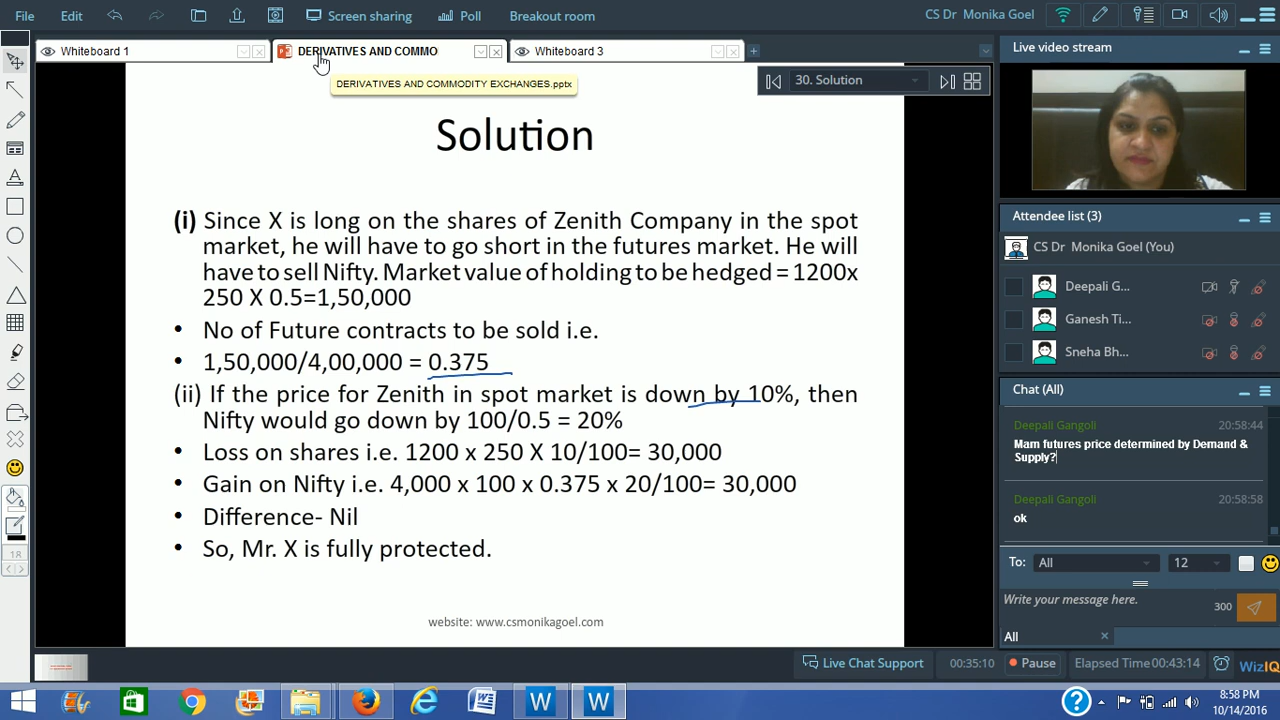 File
Edit
Screen sharing
Poll
Breakout room
CS Dr Monika Goel
Whiteboard 1
DERIVATIVES AND COMMO
Whiteboard 3
DERIVATIVES AND COMMODITY EXCHANGES.pptx
30. Solution
Live video stream
Solution
(i) Since X is long on the shares of Zenith Company in the spot
market, he will have to go short in the futures market. He will
have to sell Nifty. Market value of holding to be hedged = 1200x
250 X 0.5=1,50,000
• No of Future contracts to be sold i.e.
• 1,50,000/4,00,000 = 0.375
(ii) If the price for Zenith in spot market is down by 10%, then
Nifty would go down by 100/0.5 = 20%
• Loss on shares i.e. 1200 x 250 X 10/100= 30,000
• Gain on Nifty i.e. 4,000 x 100 x 0.375 x 20/100= 30,000
• Difference- Nil
• So, Mr. X is fully protected.
website: www.csmonikagoel.com
Attendee list (3)
CS Dr Monika Goel (You)
Deepali G...
Ganesh Ti...
Sneha Bh...
Chat (All)
Deepali Gangoli 20:58:44
Mam futures price determined by Demand &
Supply?
Deepali Gangoli 20:58:58
ok
To: All 12
Write your message here. 300
All
Live Chat Support
00:35:10
Pause
Elapsed Time 00:43:14
WizIQ
8:58 PM
10/14/2016